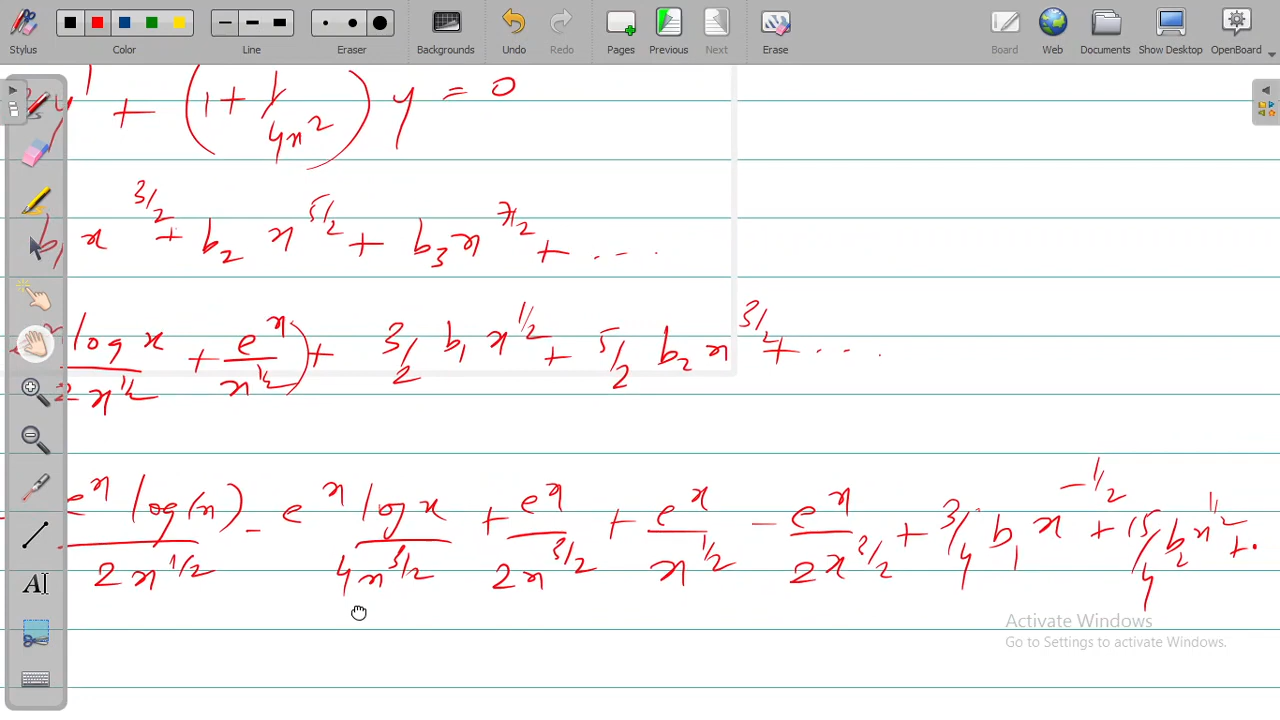 Stylus Color Line Eraser Backgrounds Undo Redo Pages Previous Next Erase Board Web Documents Show Desktop OpenBoard
y' + (1 + 1/4x²) y = 0
b₁ x^3/2 + b₂ x^5/2 + b₃ x^7/2 + ....
log x / 2 x^1/2 + e^x / x^1/2) + 3/2 b₁ x^1/2 + 5/2 b₂ x^3/2 + ....
e^x log(x) / 2 x^1/2 - e^x log x / 4x^3/2 + e^x / 2x^3/2 + e^x / x^1/2 - e^x / 2x^3/2 + 3/4 b₁ x^-1/2 + 15/4 b₂ x^1/2 + .
Activate Windows
Go to Settings to activate Windows.